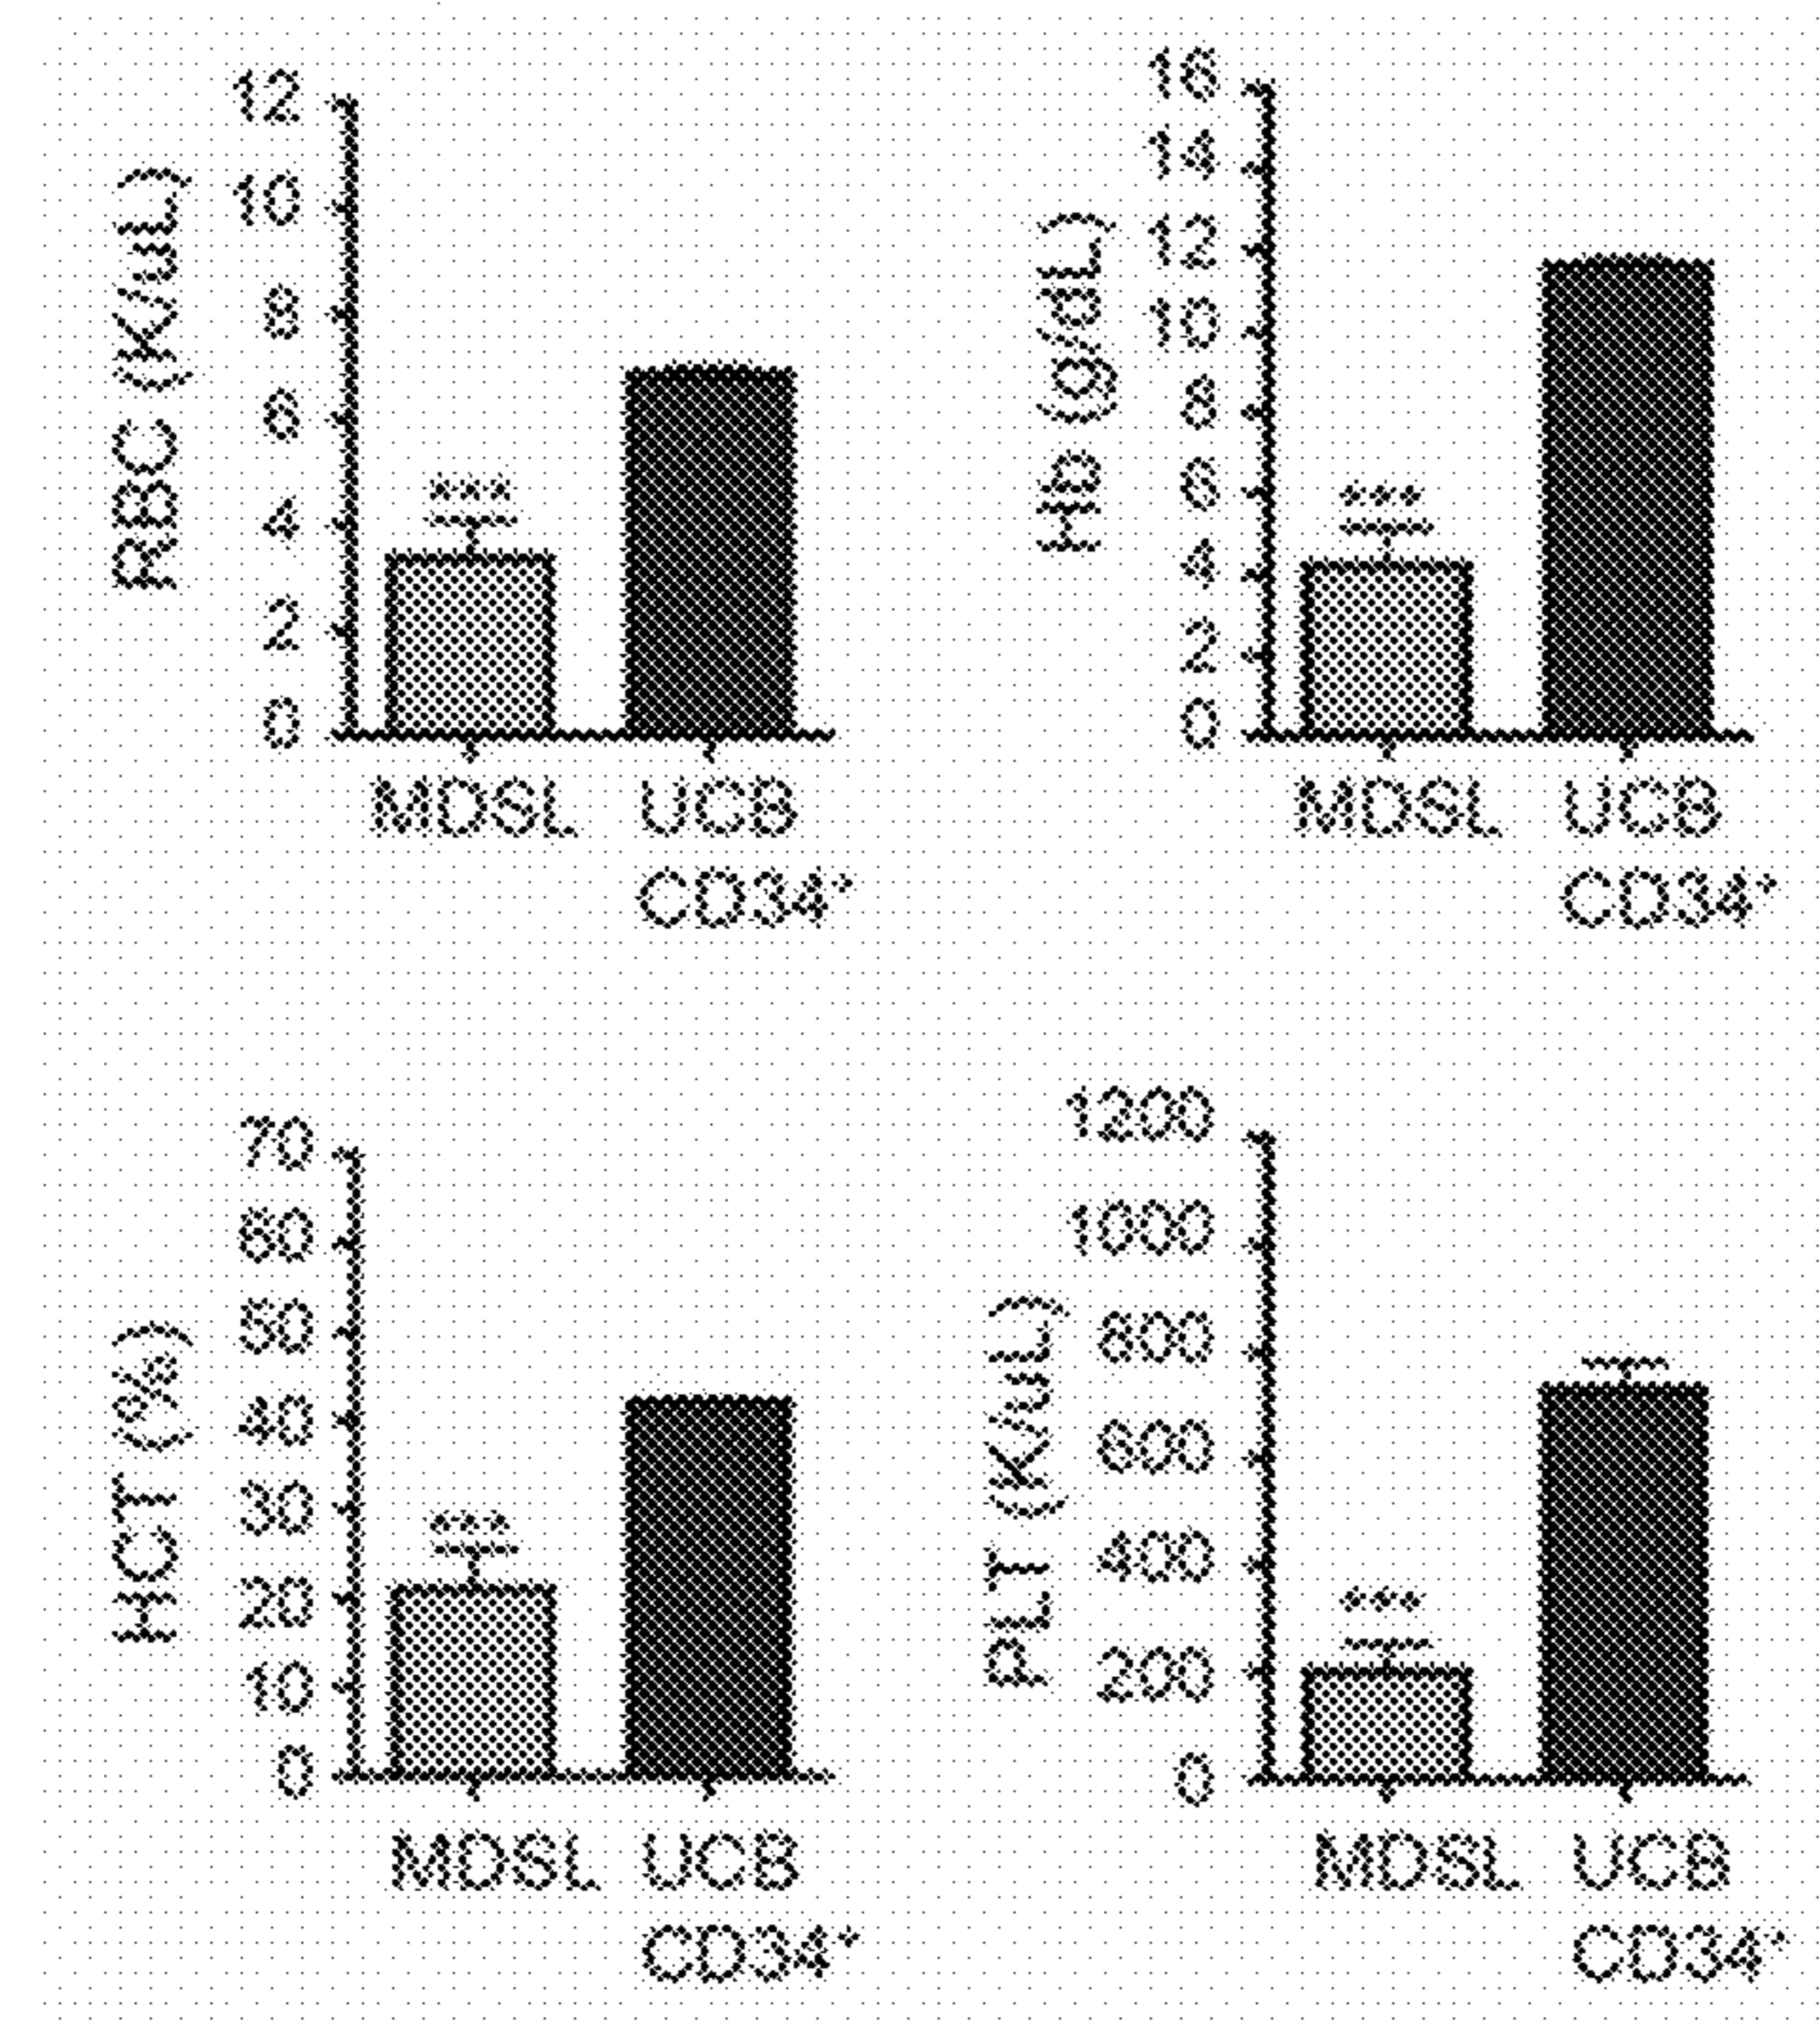 RBC (K/uL)
12
10
8
6
4
2
0
***
MDSL UCB
CD34+
Hb (g/dL)
16
14
12
10
8
6
4
2
0
***
MDSL UCB
CD34+
HCT (%)
70
60
50
40
30
20
10
0
***
MDSL UCB
CD34+
PLT (K/uL)
1200
1000
800
600
400
200
0
***
MDSL UCB
CD34+